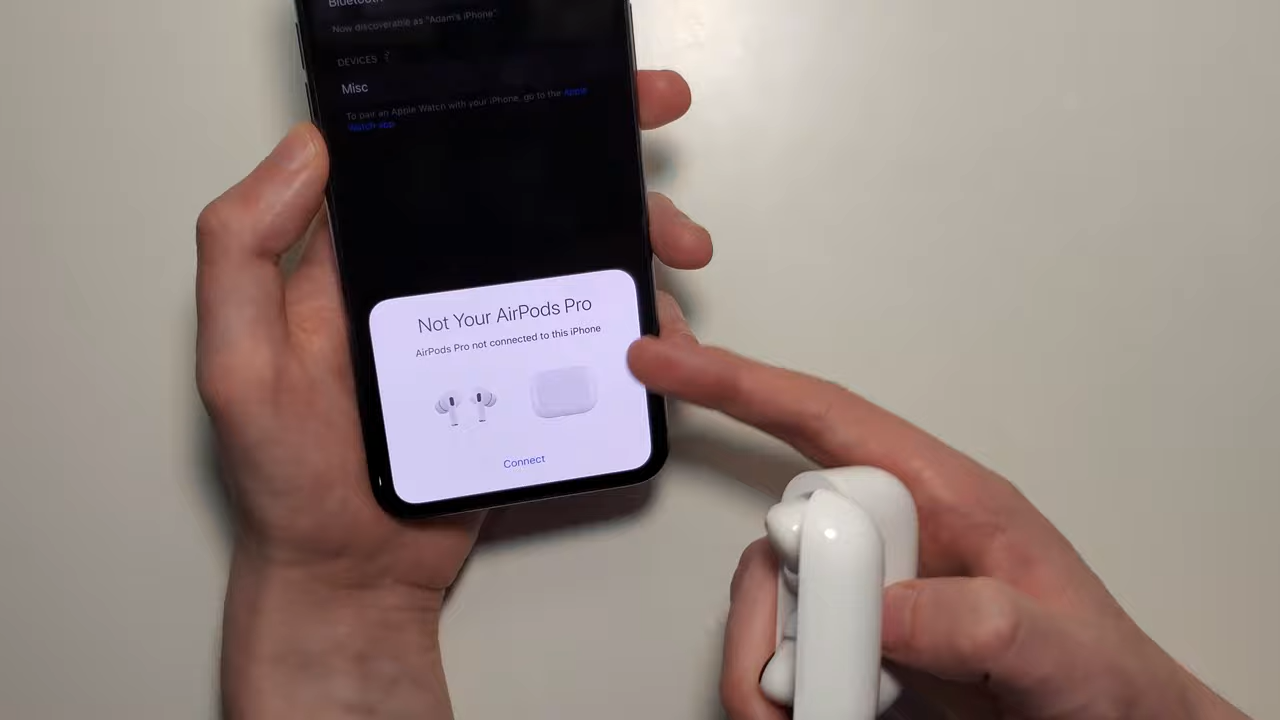 Bluetooth
Now discoverable as "Adam's iPhone"
DEVICES
Misc
To pair an Apple Watch with your iPhone, go to the Apple
Watch app.
Not Your AirPods Pro
AirPods Pro not connected to this iPhone
Connect